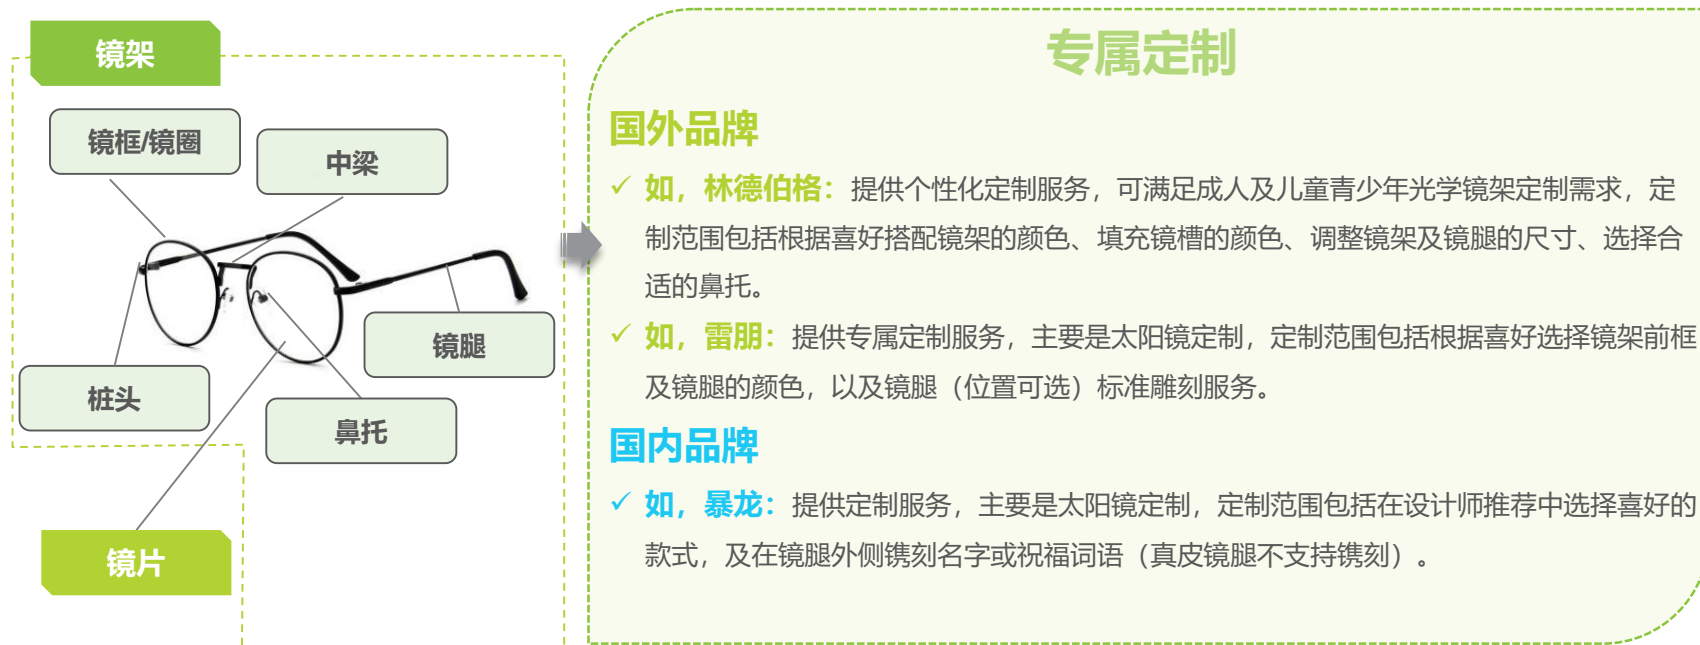 镜架
镜框/镜圈
中梁
镜腿
桩头
鼻托
镜片
专属定制
国外品牌
✓ 如，林德伯格：提供个性化定制服务，可满足成人及儿童青少年光学镜架定制需求，定
制范围包括根据喜好搭配镜架的颜色、填充镜槽的颜色、调整镜架及镜腿的尺寸、选择合
适的鼻托。
✓ 如，雷朋：提供专属定制服务，主要是太阳镜定制，定制范围包括根据喜好选择镜架前框
及镜腿的颜色，以及镜腿（位置可选）标准雕刻服务。
国内品牌
✓ 如，暴龙：提供定制服务，主要是太阳镜定制，定制范围包括在设计师推荐中选择喜好的
款式，及在镜腿外侧镌刻名字或祝福词语（真皮镜腿不支持镌刻）。